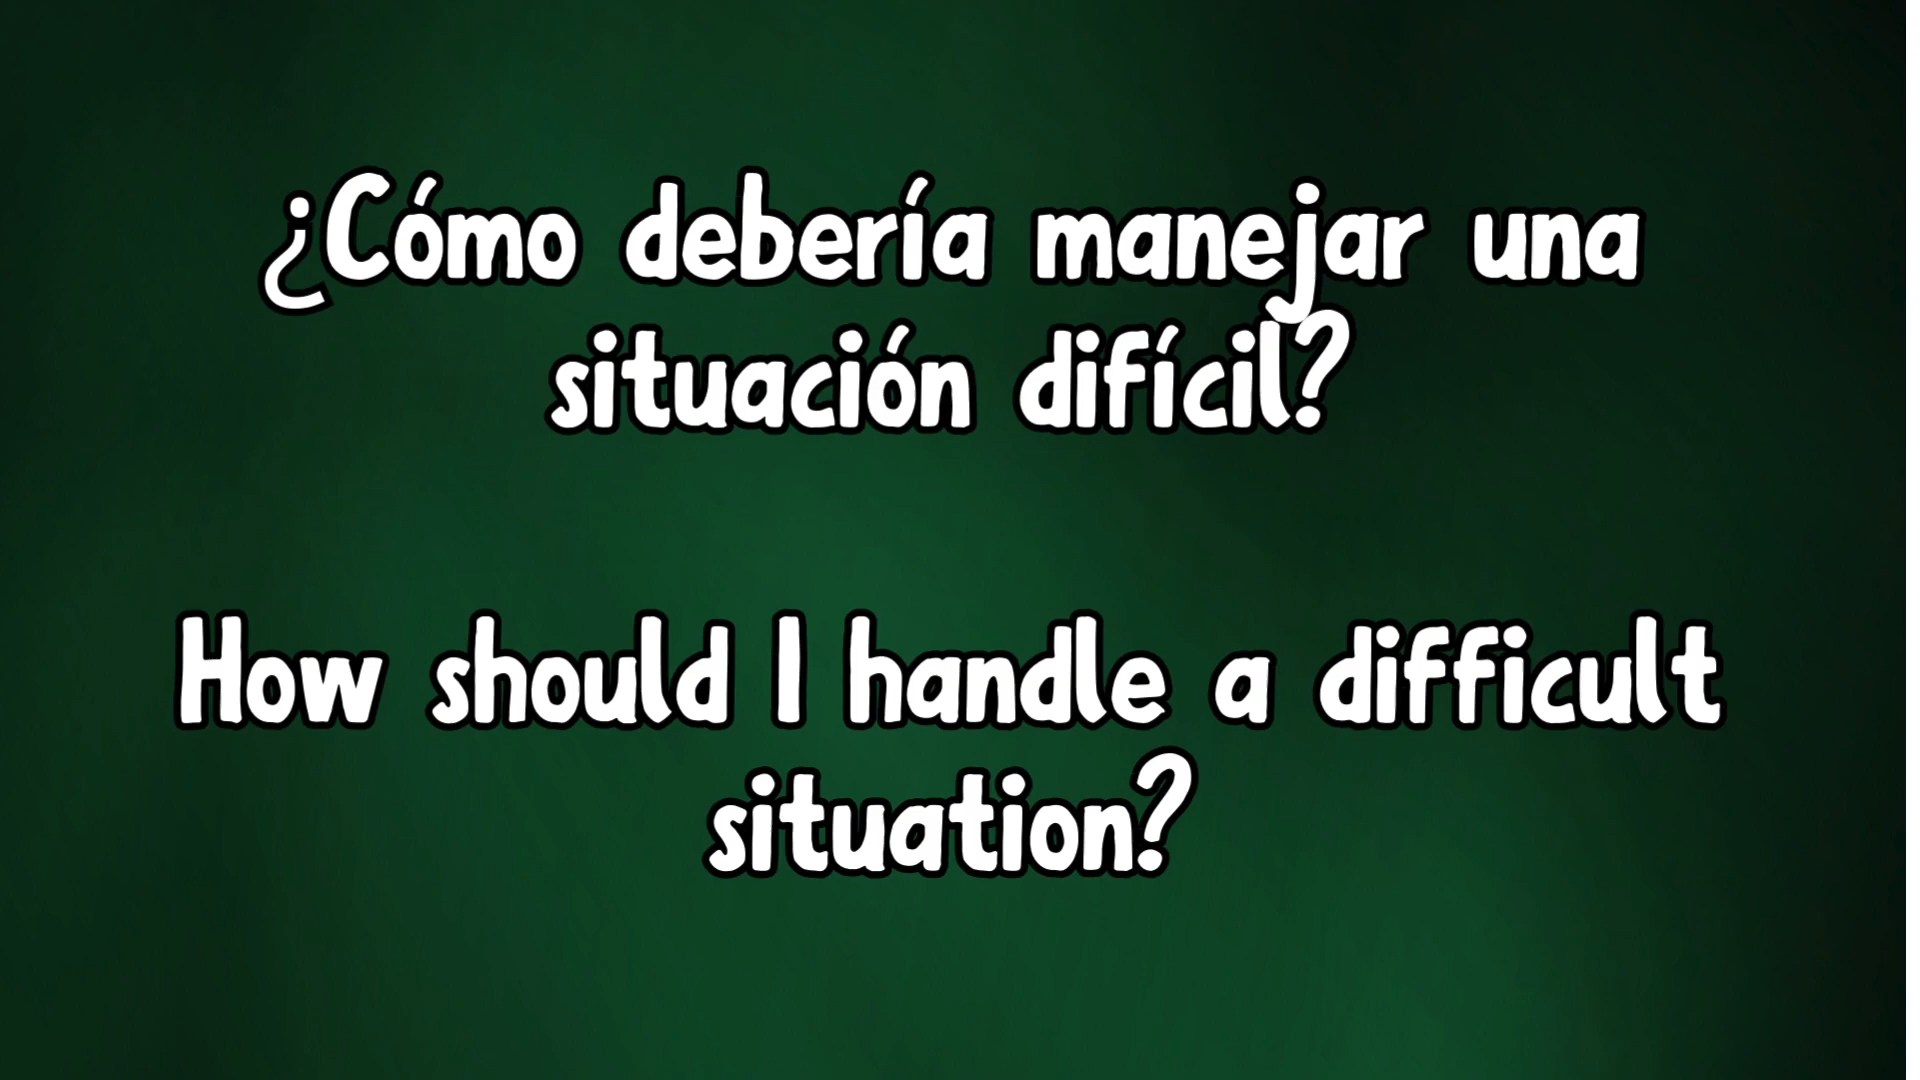 ¿Cómo debería manejar una
situación difícil?
How should I handle a difficult
situation?